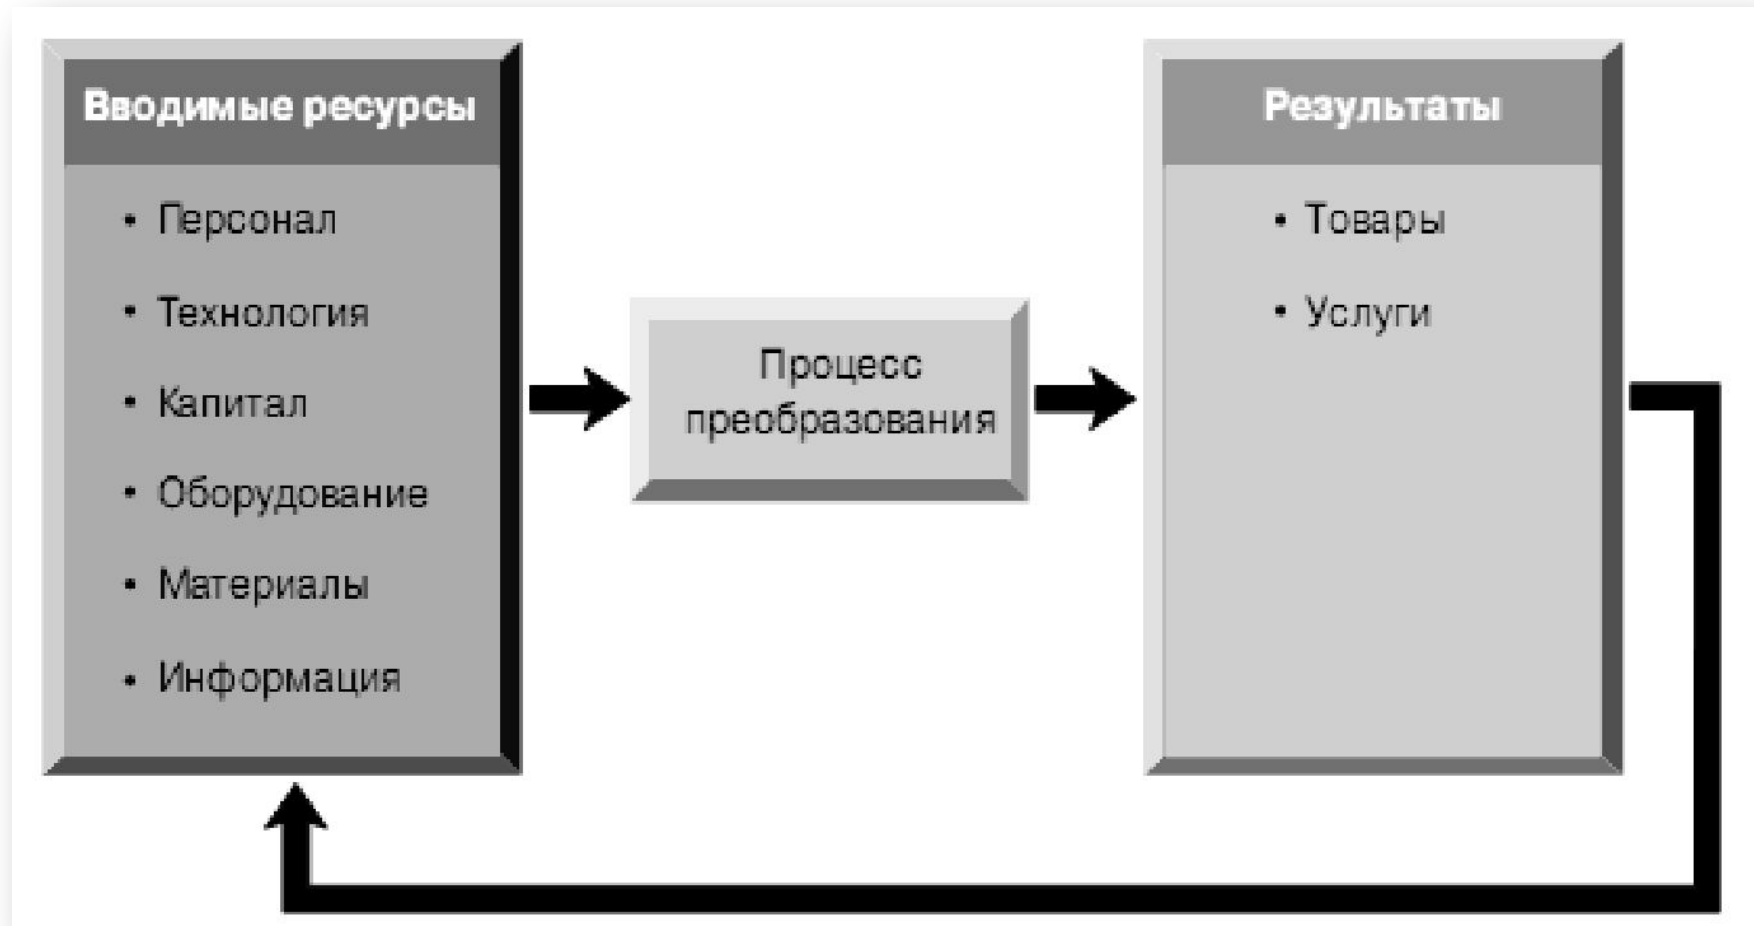 Вводимые ресурсы
• Персонал
• Технология
• Капитал
• Оборудование
• Материалы
• Информация
Процесс
преобразования
Результаты
• Товары
• Услуги